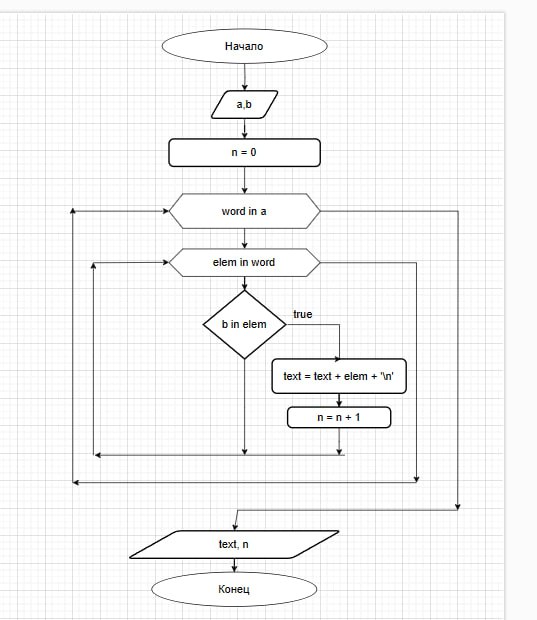 Начало
a,b
n = 0
word in a
elem in word
b in elem
true
text = text + elem + '\n'
n = n + 1
text, n
Конец